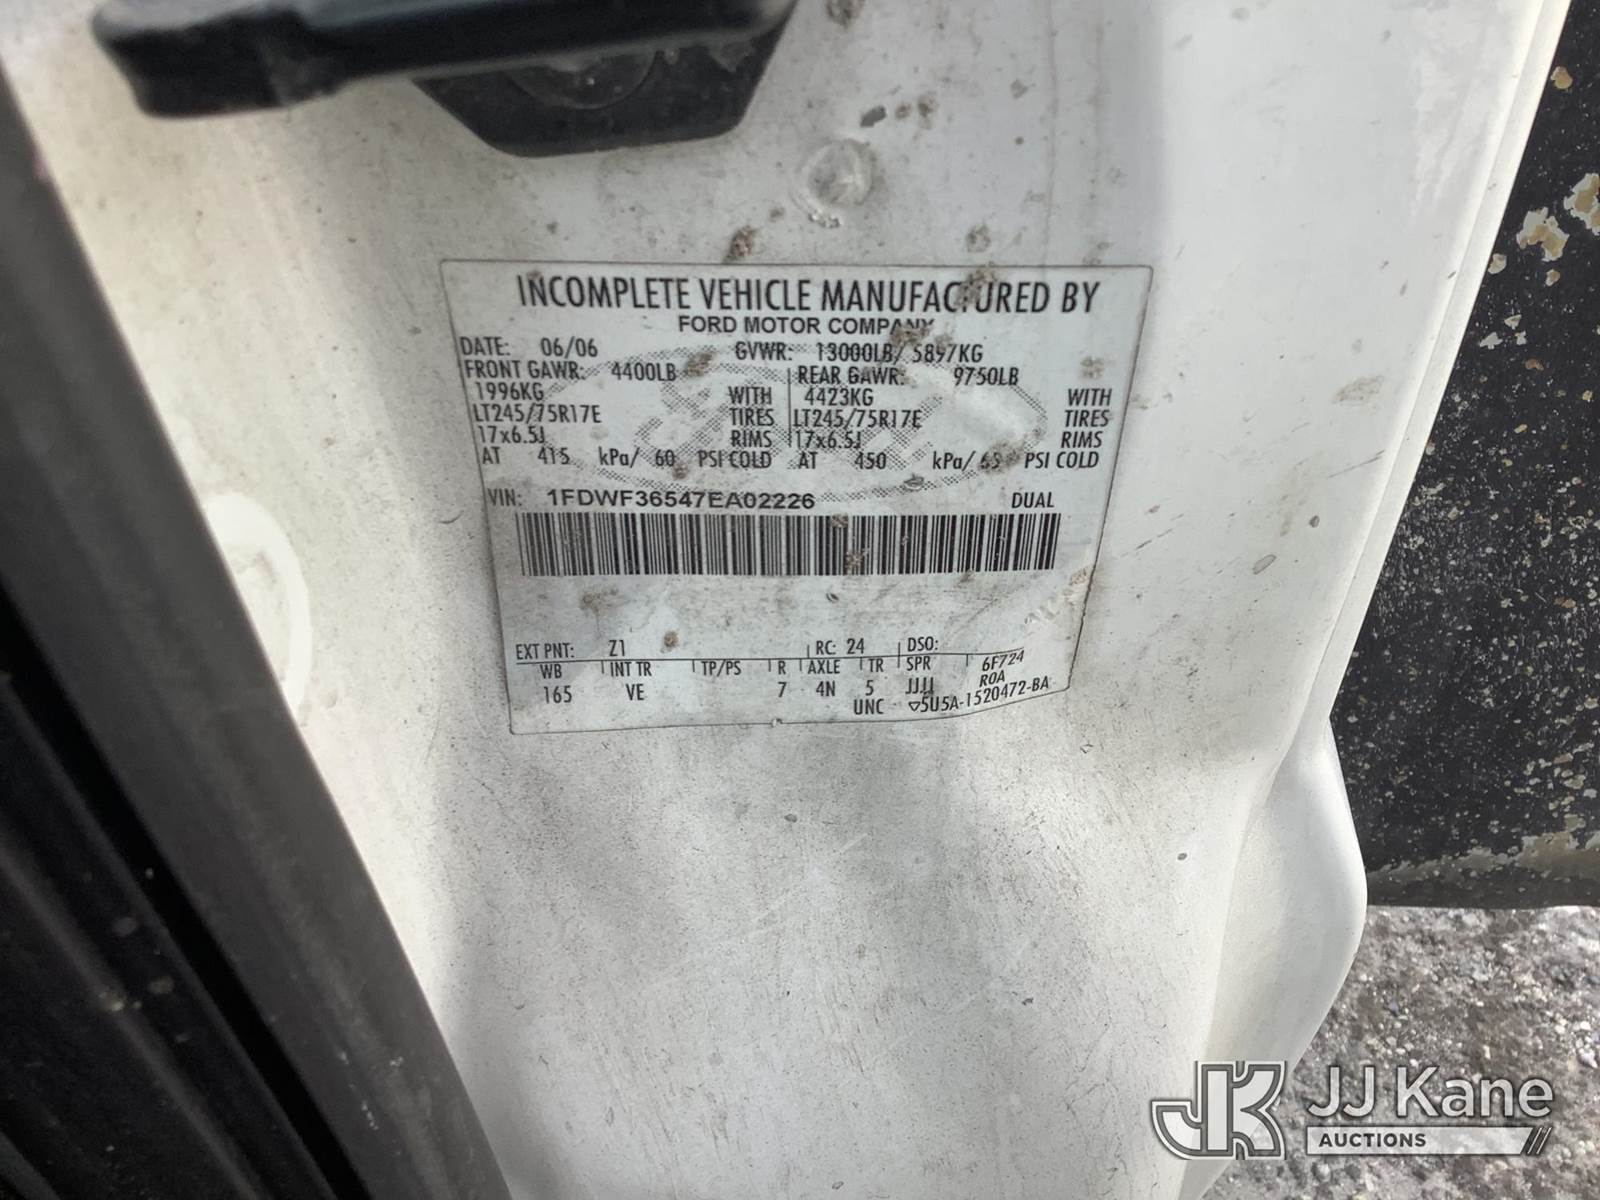 INCOMPLETE VEHICLE MANUFACTURED BY
FORD MOTOR COMPANY
DATE: 06/06 GVWR: 13000LB/ 5897KG
FRONT GAWR: 4400LB REAR GAWR: 9750LB
1996KG WITH 4423KG WITH
LT245/75R17E TIRES LT245/75R17E TIRES
17x6.5J RIMS 17x6.5J RIMS
AT 415 kPa/ 60 PSI COLD AT 450 kPa/ 65 PSI COLD
VIN: 1FDWF36547EA02226 DUAL
EXT PNT: Z1 RC: 24 DSO:
WB INT TR TP/PS R AXLE TR SPR 6F724
165 VE 7 4N 5 JJJJ ROA
UNC ▽5U5A-1520472-BA
JK JJ Kane
AUCTIONS